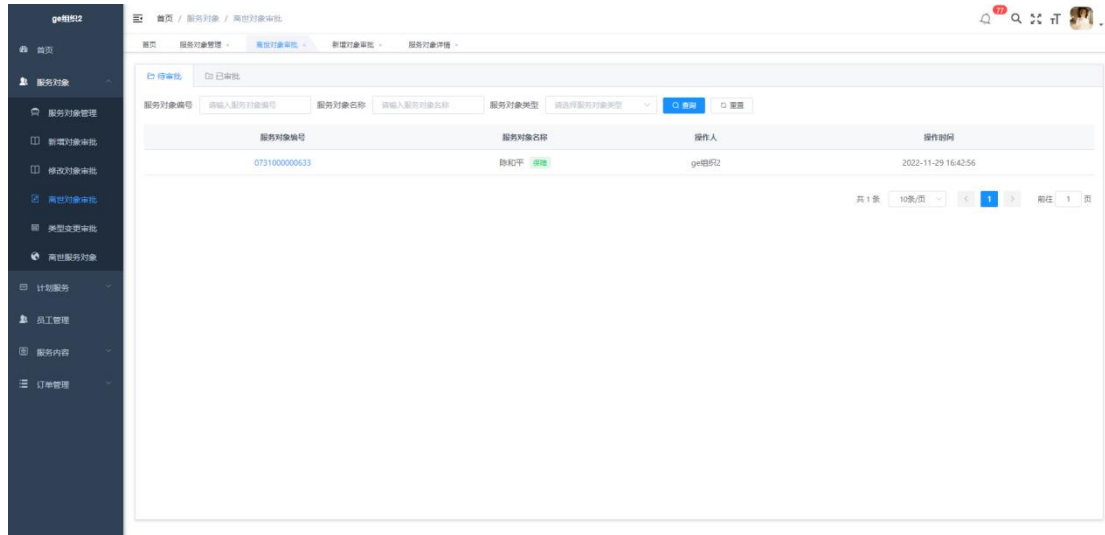 ge组织2
首页 / 服务对象 / 离世对象审批
77
首页
服务对象管理
离世对象审批
新增对象审批
服务对象详情
首页
服务对象
服务对象管理
新增对象审批
修改对象审批
离世对象审批
类型变更审批
离世服务对象
计划服务
员工管理
服务内容
订单管理
待审批 已审批
服务对象编号 请输入服务对象编号 服务对象名称 请输入服务对象名称 服务对象类型 请选择服务对象类型 查询 重置
服务对象编号 服务对象名称 操作人 操作时间
0731000000633 陈和平 保障 ge组织2 2022-11-29 16:42:56
共 1 条 10条/页 1 前往 1 页